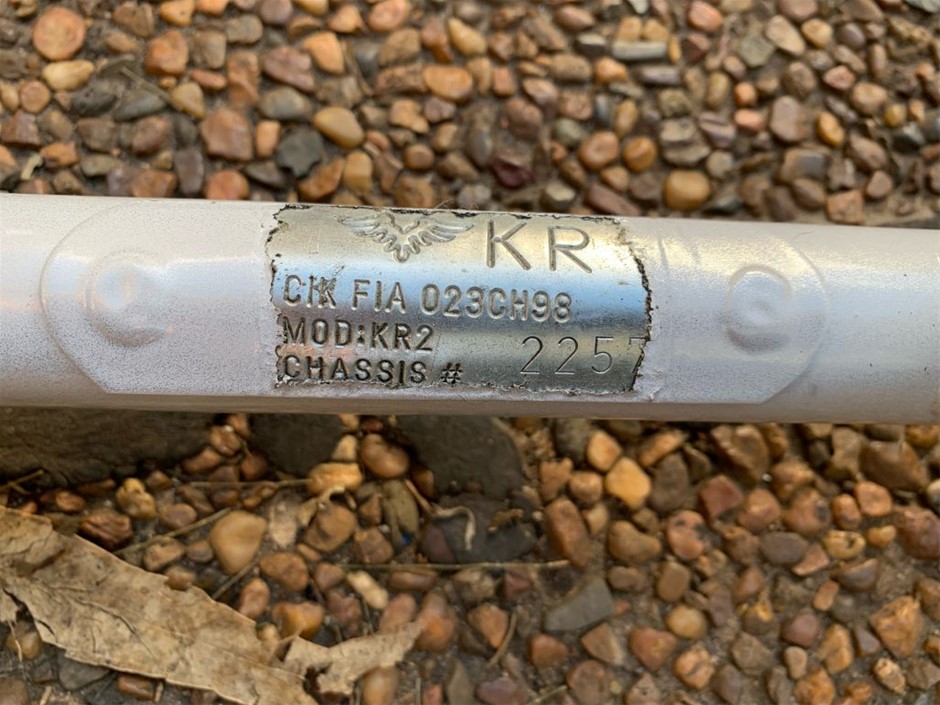 KR
CIK FIA 023CH98
MOD:KR2
CHASSIS # 2257